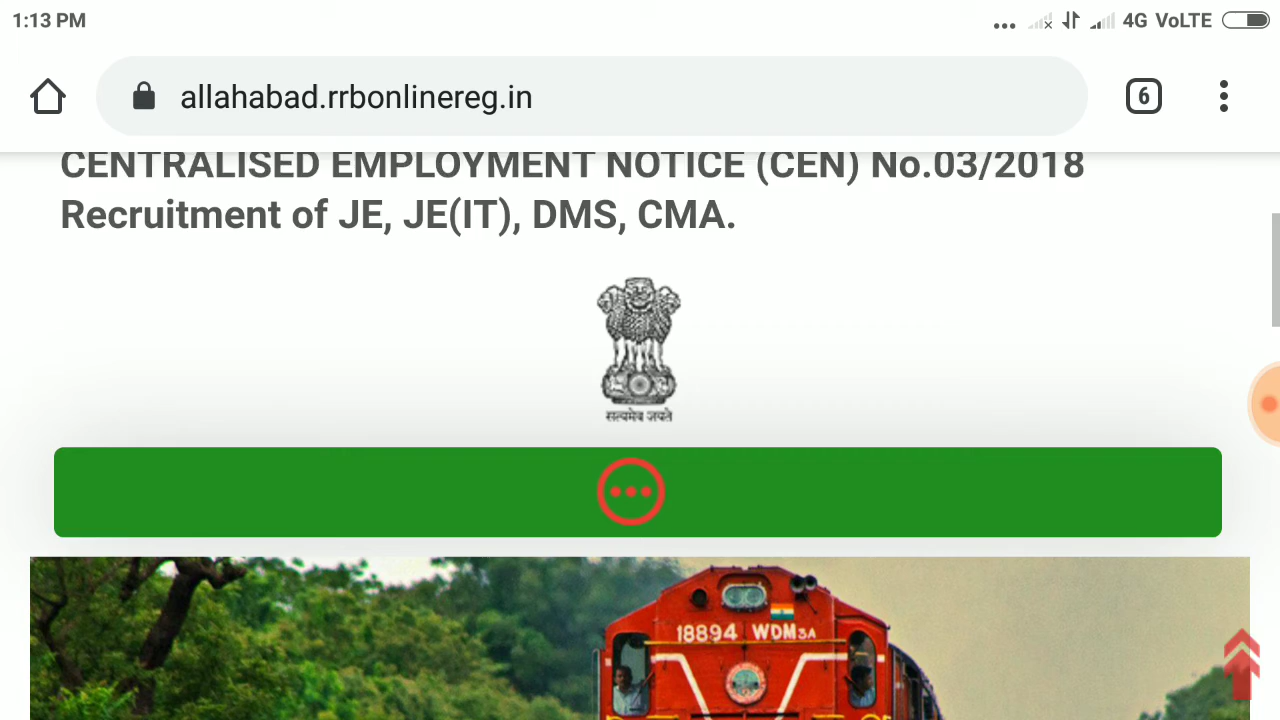 1:13 PM
4G VoLTE
allahabad.rrbonlinereg.in
6
CENTRALISED EMPLOYMENT NOTICE (CEN) No.03/2018
Recruitment of JE, JE(IT), DMS, CMA.
सत्यमेव जयते
18894 WDM3A